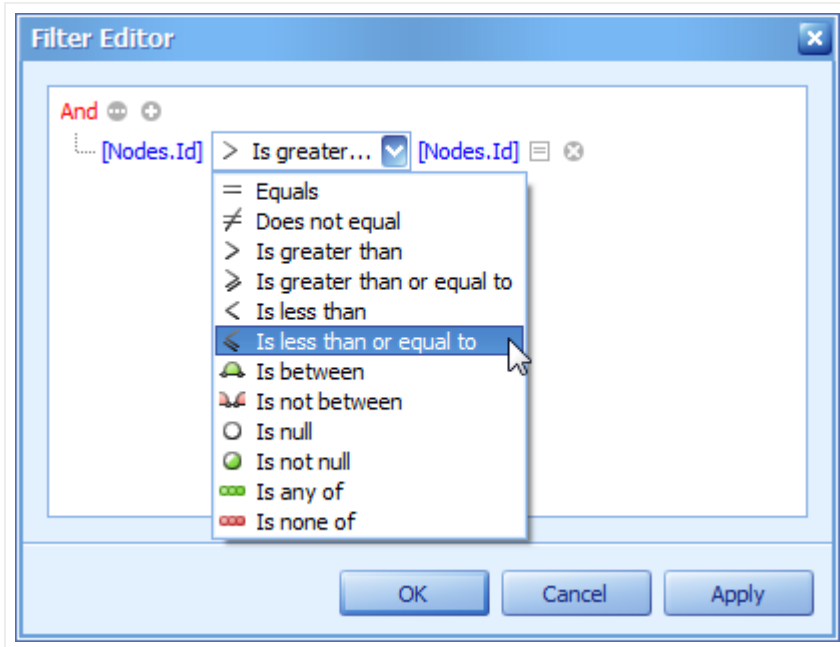 Filter Editor
And
[Nodes.Id] > Is greater... [Nodes.Id]
= Equals
≠ Does not equal
> Is greater than
⩾ Is greater than or equal to
< Is less than
⩽ Is less than or equal to
Is between
Is not between
Is null
Is not null
Is any of
Is none of
OK Cancel Apply